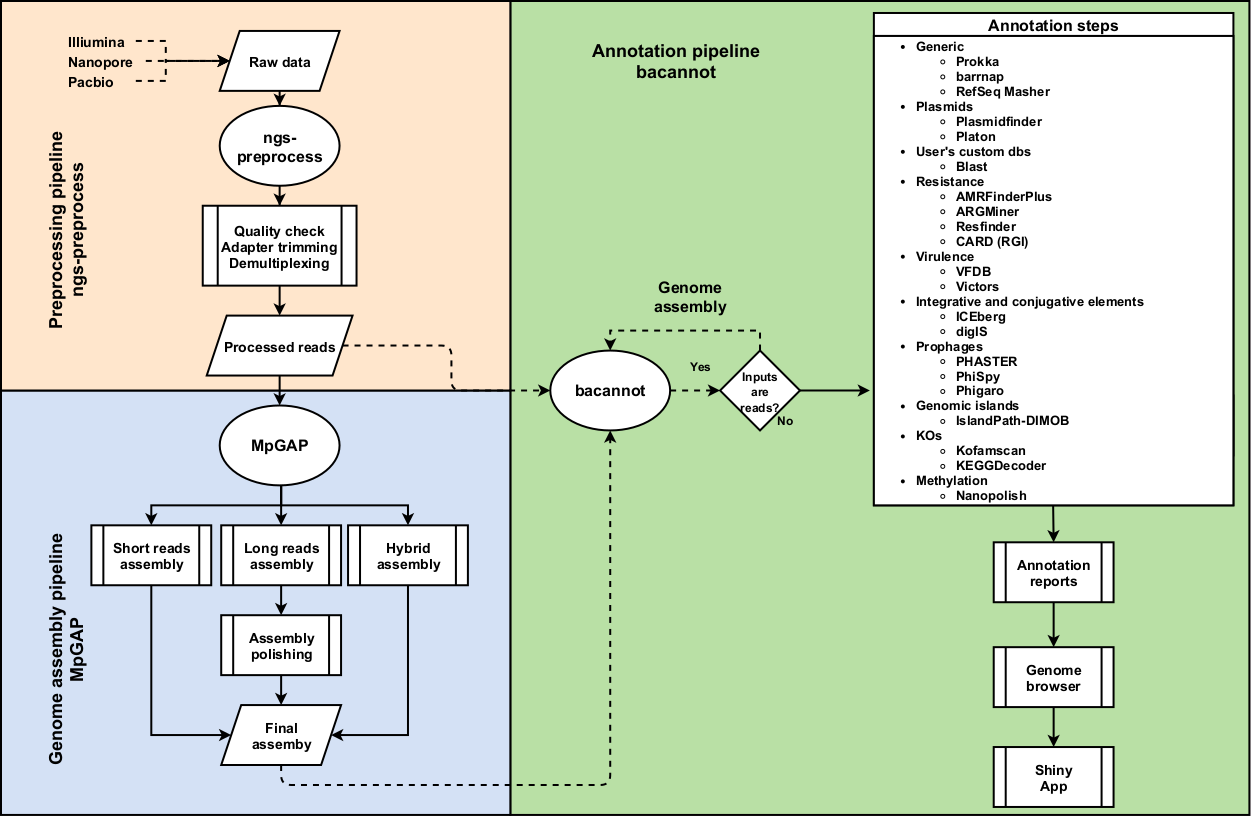 Illiumina
Nanopore
Pacbio
Raw data
ngs-
preprocess
Quality check
Adapter trimming
Demultiplexing
Processed reads
Preprocessing pipeline
ngs-preprocess
MpGAP
Short reads
assembly
Long reads
assembly
Hybrid
assembly
Assembly
polishing
Final
assemby
Genome assembly pipeline
MpGAP
Annotation pipeline
bacannot
Genome
assembly
bacannot
Yes
Inputs
are
reads?
No
Annotation steps
• Generic
◦ Prokka
◦ barrnap
◦ RefSeq Masher
• Plasmids
◦ Plasmidfinder
◦ Platon
• User's custom dbs
◦ Blast
• Resistance
◦ AMRFinderPlus
◦ ARGMiner
◦ Resfinder
◦ CARD (RGI)
• Virulence
◦ VFDB
◦ Victors
• Integrative and conjugative elements
◦ ICEberg
◦ digIS
• Prophages
◦ PHASTER
◦ PhiSpy
◦ Phigaro
• Genomic islands
◦ IslandPath-DIMOB
• KOs
◦ Kofamscan
◦ KEGGDecoder
• Methylation
◦ Nanopolish
Annotation
reports
Genome
browser
Shiny
App